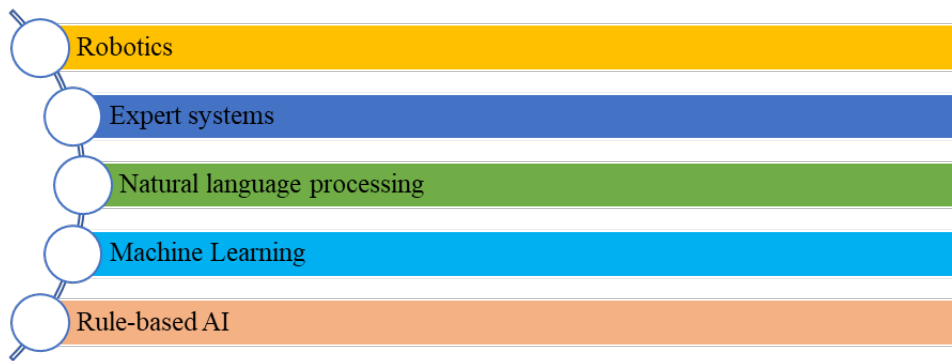 Robotics
Expert systems
Natural language processing
Machine Learning
Rule-based AI